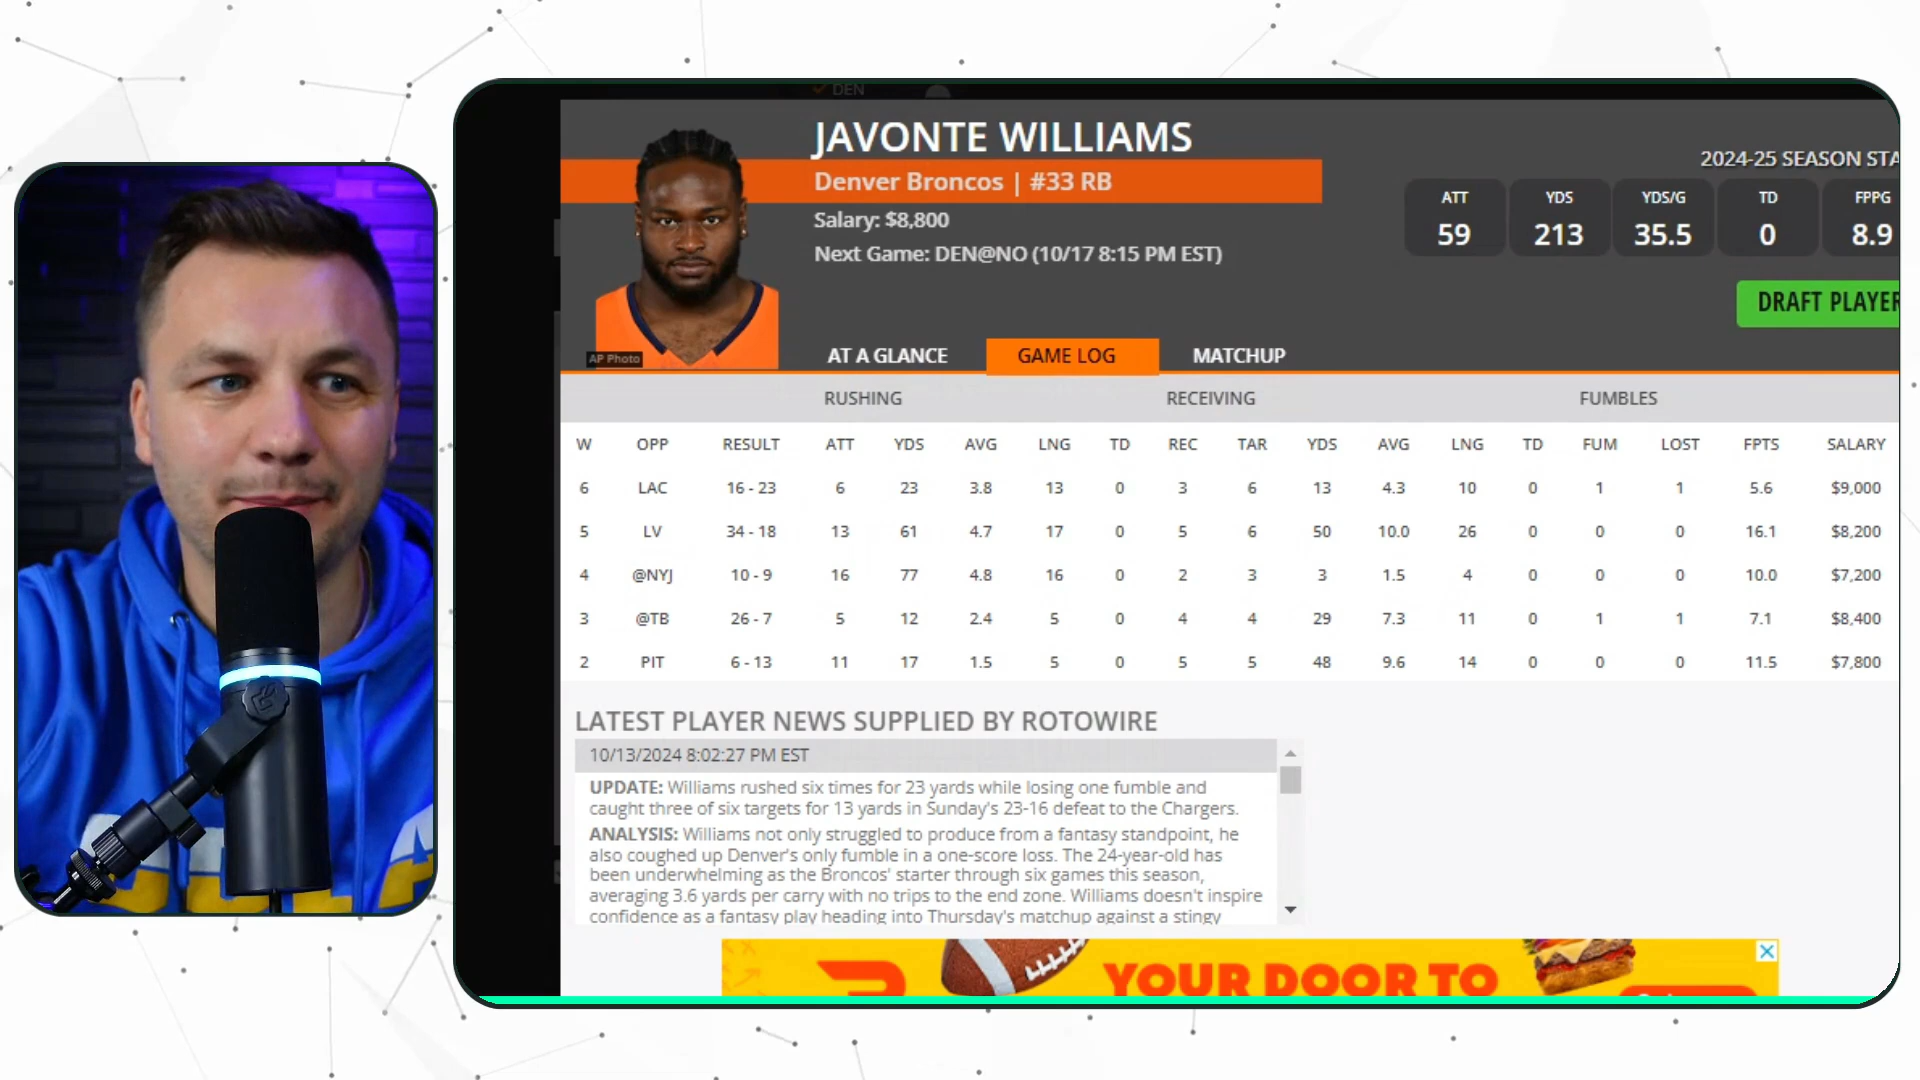 DEN
JAVONTE WILLIAMS
Denver Broncos | #33 RB
Salary: $8,800
Next Game: DEN@NO (10/17 8:15 PM EST)
2024-25 SEASON STA
ATT YDS YDS/G TD FPPG
59 213 35.5 0 8.9
DRAFT PLAYER
AP Photo
AT A GLANCE GAME LOG MATCHUP
RUSHING RECEIVING FUMBLES
W OPP RESULT ATT YDS AVG LNG TD REC TAR YDS AVG LNG TD FUM LOST FPTS SALARY
6 LAC 16 - 23 6 23 3.8 13 0 3 6 13 4.3 10 0 1 1 5.6 $9,000
5 LV 34 - 18 13 61 4.7 17 0 5 6 50 10.0 26 0 0 0 16.1 $8,200
4 @NYJ 10 - 9 16 77 4.8 16 0 2 3 3 1.5 4 0 0 0 10.0 $7,200
3 @TB 26 - 7 5 12 2.4 5 0 4 4 29 7.3 11 0 1 1 7.1 $8,400
2 PIT 6 - 13 11 17 1.5 5 0 5 5 48 9.6 14 0 0 0 11.5 $7,800
LATEST PLAYER NEWS SUPPLIED BY ROTOWIRE
10/13/2024 8:02:27 PM EST
UPDATE: Williams rushed six times for 23 yards while losing one fumble and
caught three of six targets for 13 yards in Sunday's 23-16 defeat to the Chargers.
ANALYSIS: Williams not only struggled to produce from a fantasy standpoint, he
also coughed up Denver's only fumble in a one-score loss. The 24-year-old has
been underwhelming as the Broncos' starter through six games this season,
averaging 3.6 yards per carry with no trips to the end zone. Williams doesn't inspire
confidence as a fantasy play heading into Thursday's matchup against a stingy
YOUR DOOR TO